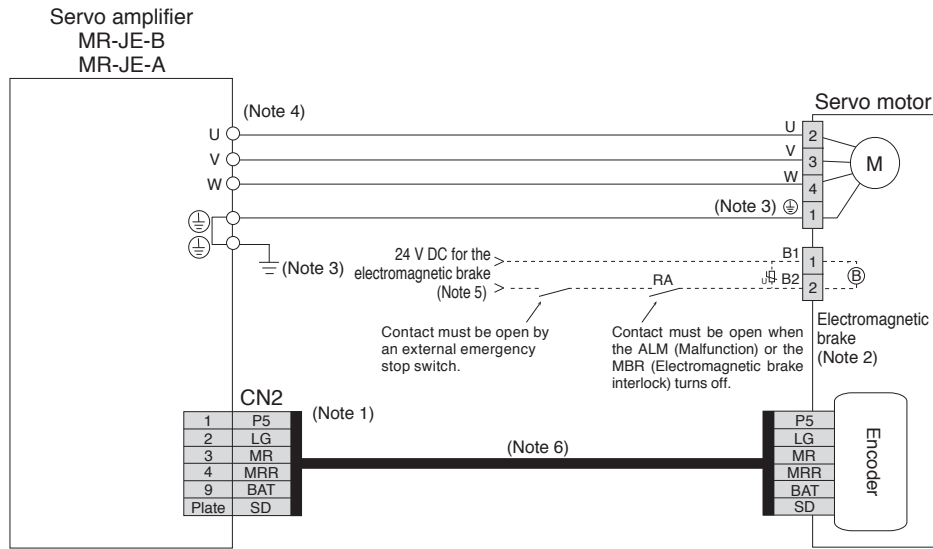 Servo amplifier
MR-JE-B
MR-JE-A
Servo motor
(Note 4)
U
U
2
V
V
3
M
W
W
4
(Note 3)
1
(Note 3)
24 V DC for the
electromagnetic brake
(Note 5)
B1
1
RA
U
B2
2
B
Contact must be open by
an external emergency
stop switch.
Contact must be open when
the ALM (Malfunction) or the
MBR (Electromagnetic brake
interlock) turns off.
Electromagnetic
brake
(Note 2)
CN2
(Note 1)
(Note 6)
1 P5
2 LG
3 MR
4 MRR
9 BAT
Plate SD
P5
LG
MR
MRR
BAT
SD
Encoder